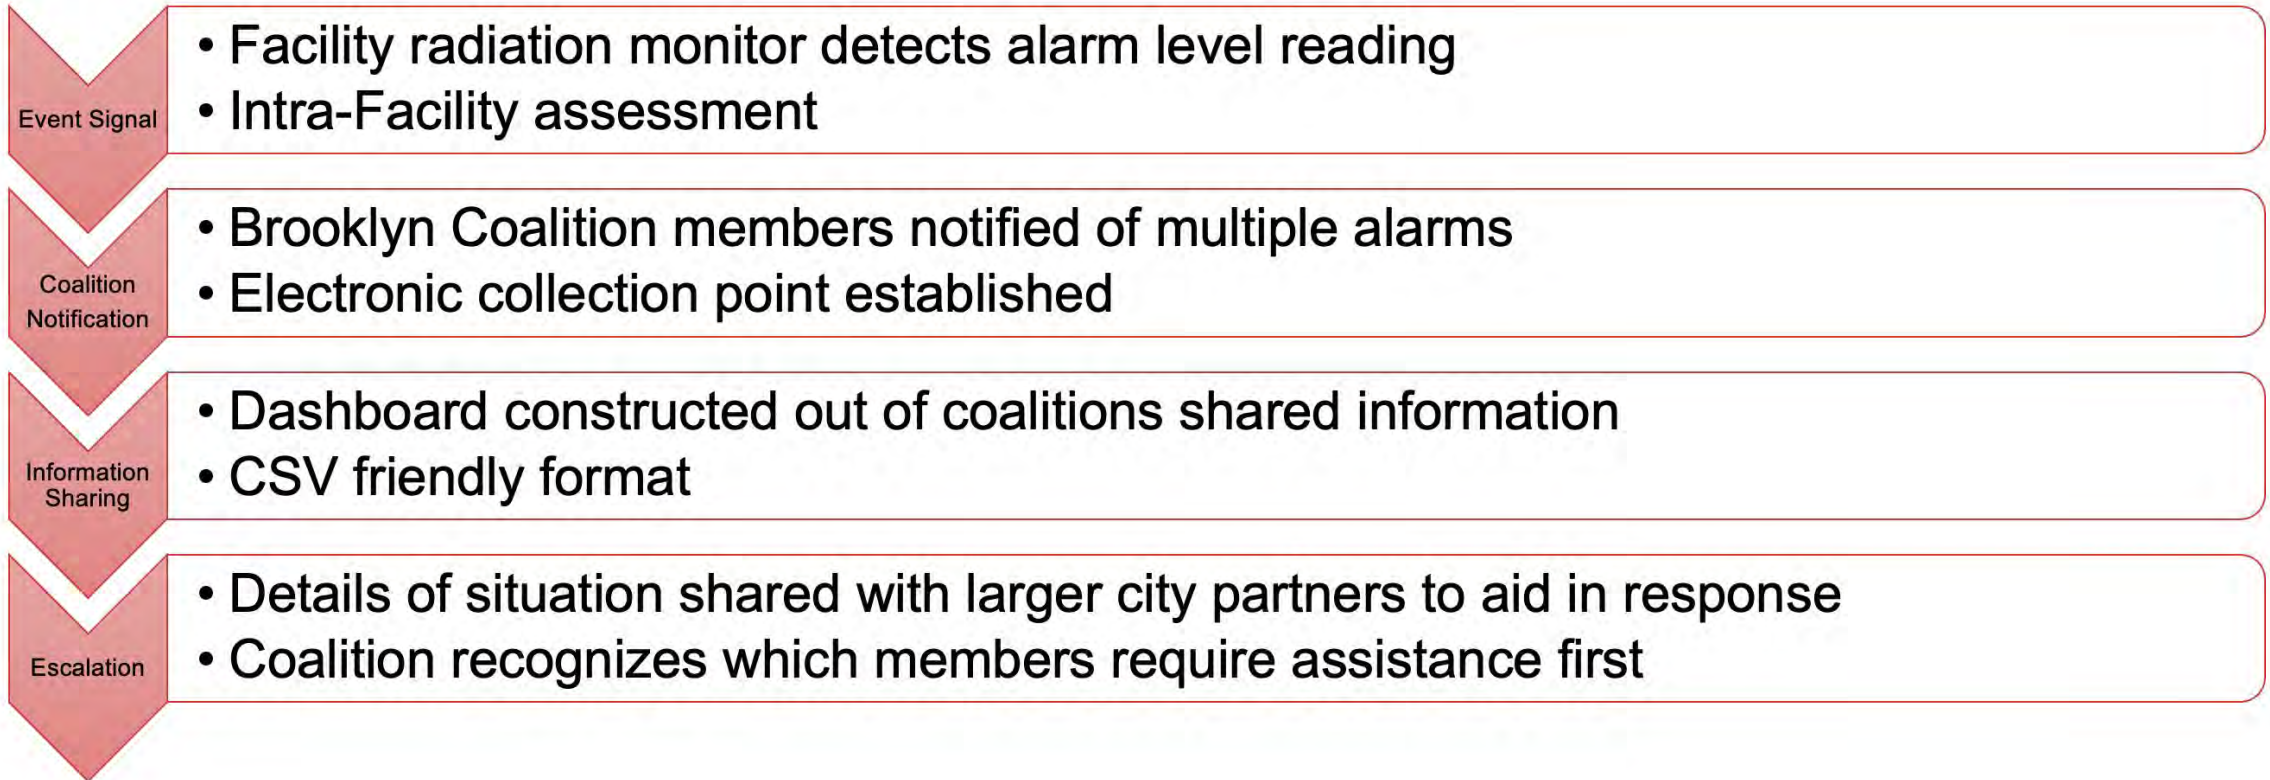 Event Signal
• Facility radiation monitor detects alarm level reading
• Intra-Facility assessment
Coalition
Notification
• Brooklyn Coalition members notified of multiple alarms
• Electronic collection point established
Information
Sharing
• Dashboard constructed out of coalitions shared information
• CSV friendly format
Escalation
• Details of situation shared with larger city partners to aid in response
• Coalition recognizes which members require assistance first